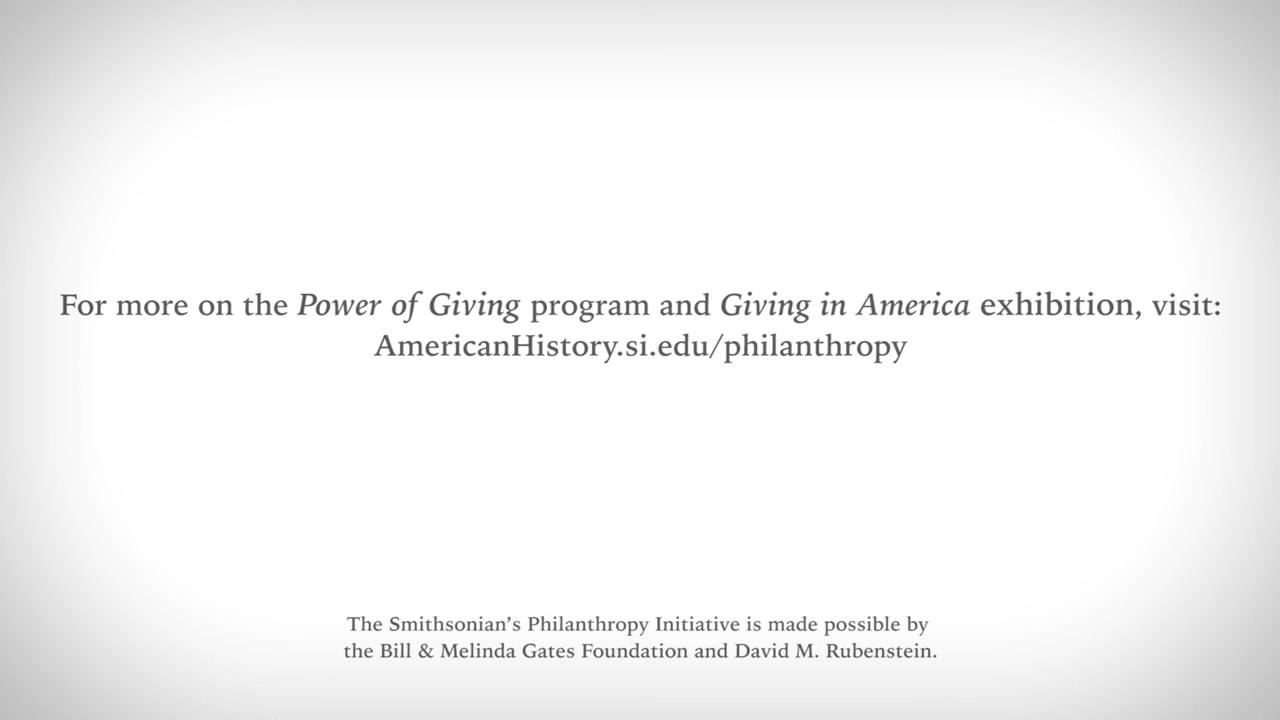 For more on the Power of Giving program and Giving in America exhibition, visit:
AmericanHistory.si.edu/philanthropy
The Smithsonian’s Philanthropy Initiative is made possible by
the Bill & Melinda Gates Foundation and David M. Rubenstein.